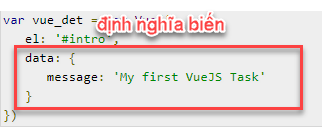 định nghĩa biến
var vue_det =
el: '#intro',
data: {
message: 'My first VueJS Task'
}
})